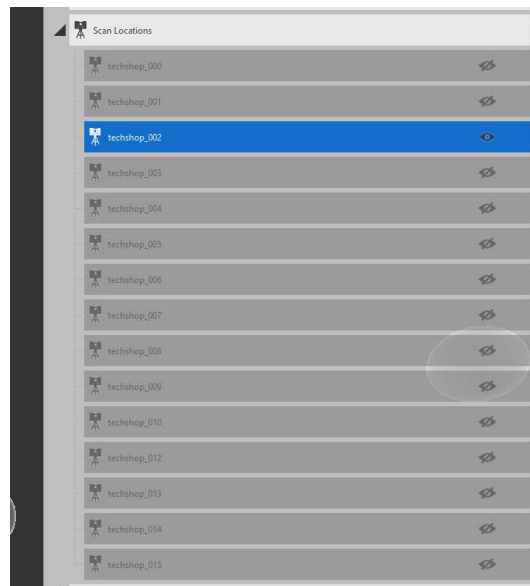 Scan Locations
techshop_000
techshop_001
techshop_002
techshop_003
techshop_004
techshop_005
techshop_006
techshop_007
techshop_008
techshop_009
techshop_010
techshop_012
techshop_013
techshop_014
techshop_015